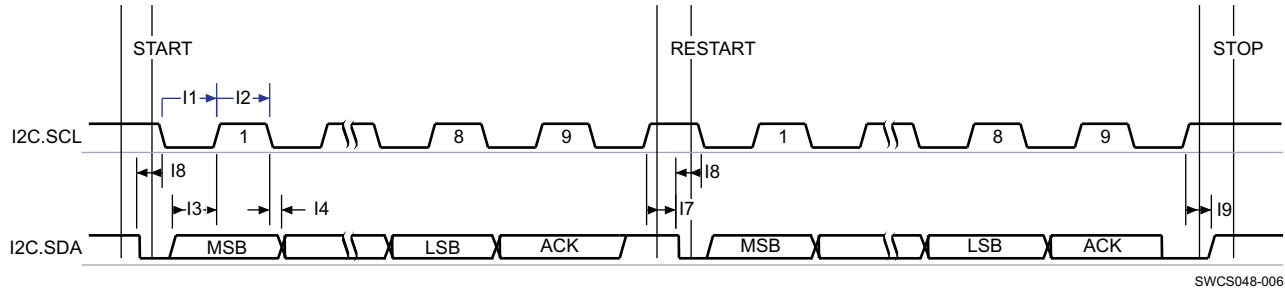 START RESTART STOP
I1 I2
I2C.SCL 1 8 9 1 8 9
I8 I8
I3 I4 I7 I9
I2C.SDA MSB LSB ACK MSB LSB ACK
SWCS048-006